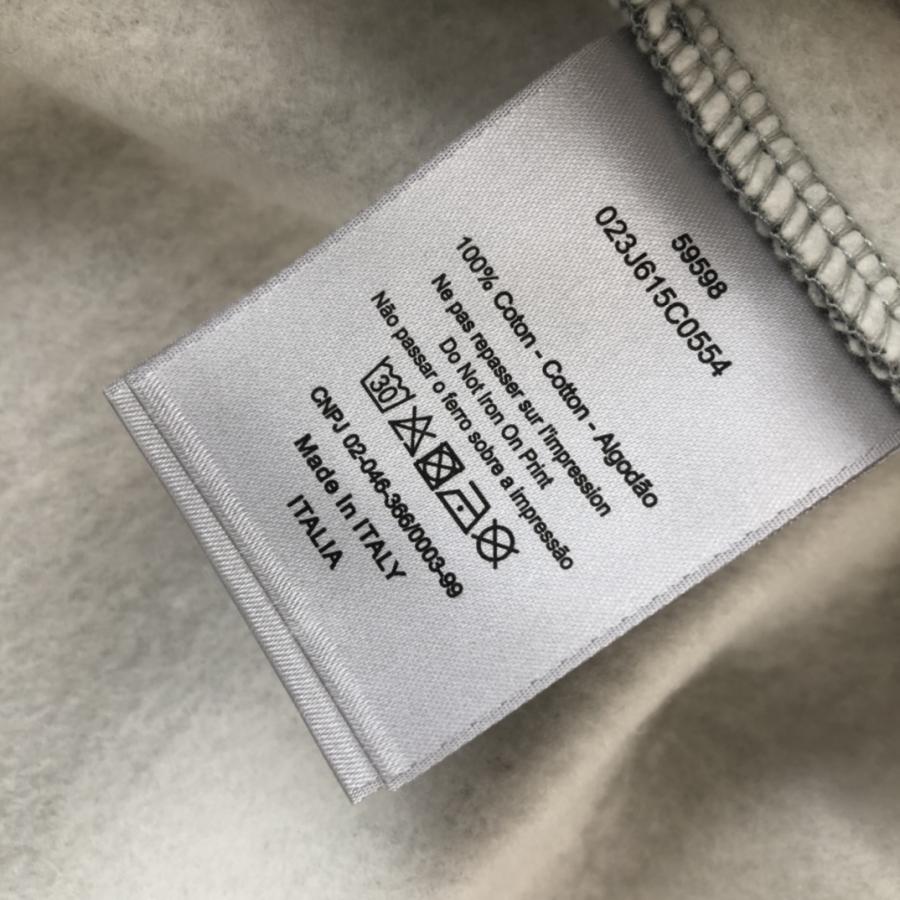 59598
023J615C0554
100% Coton - Cotton - Algodão
Ne pas repasser sur l'impression
Do Not Iron On Print
Não passar o ferro sobre a impressão
30
CNPJ 02-046-366/0003-99
Made In ITALY
ITALIA